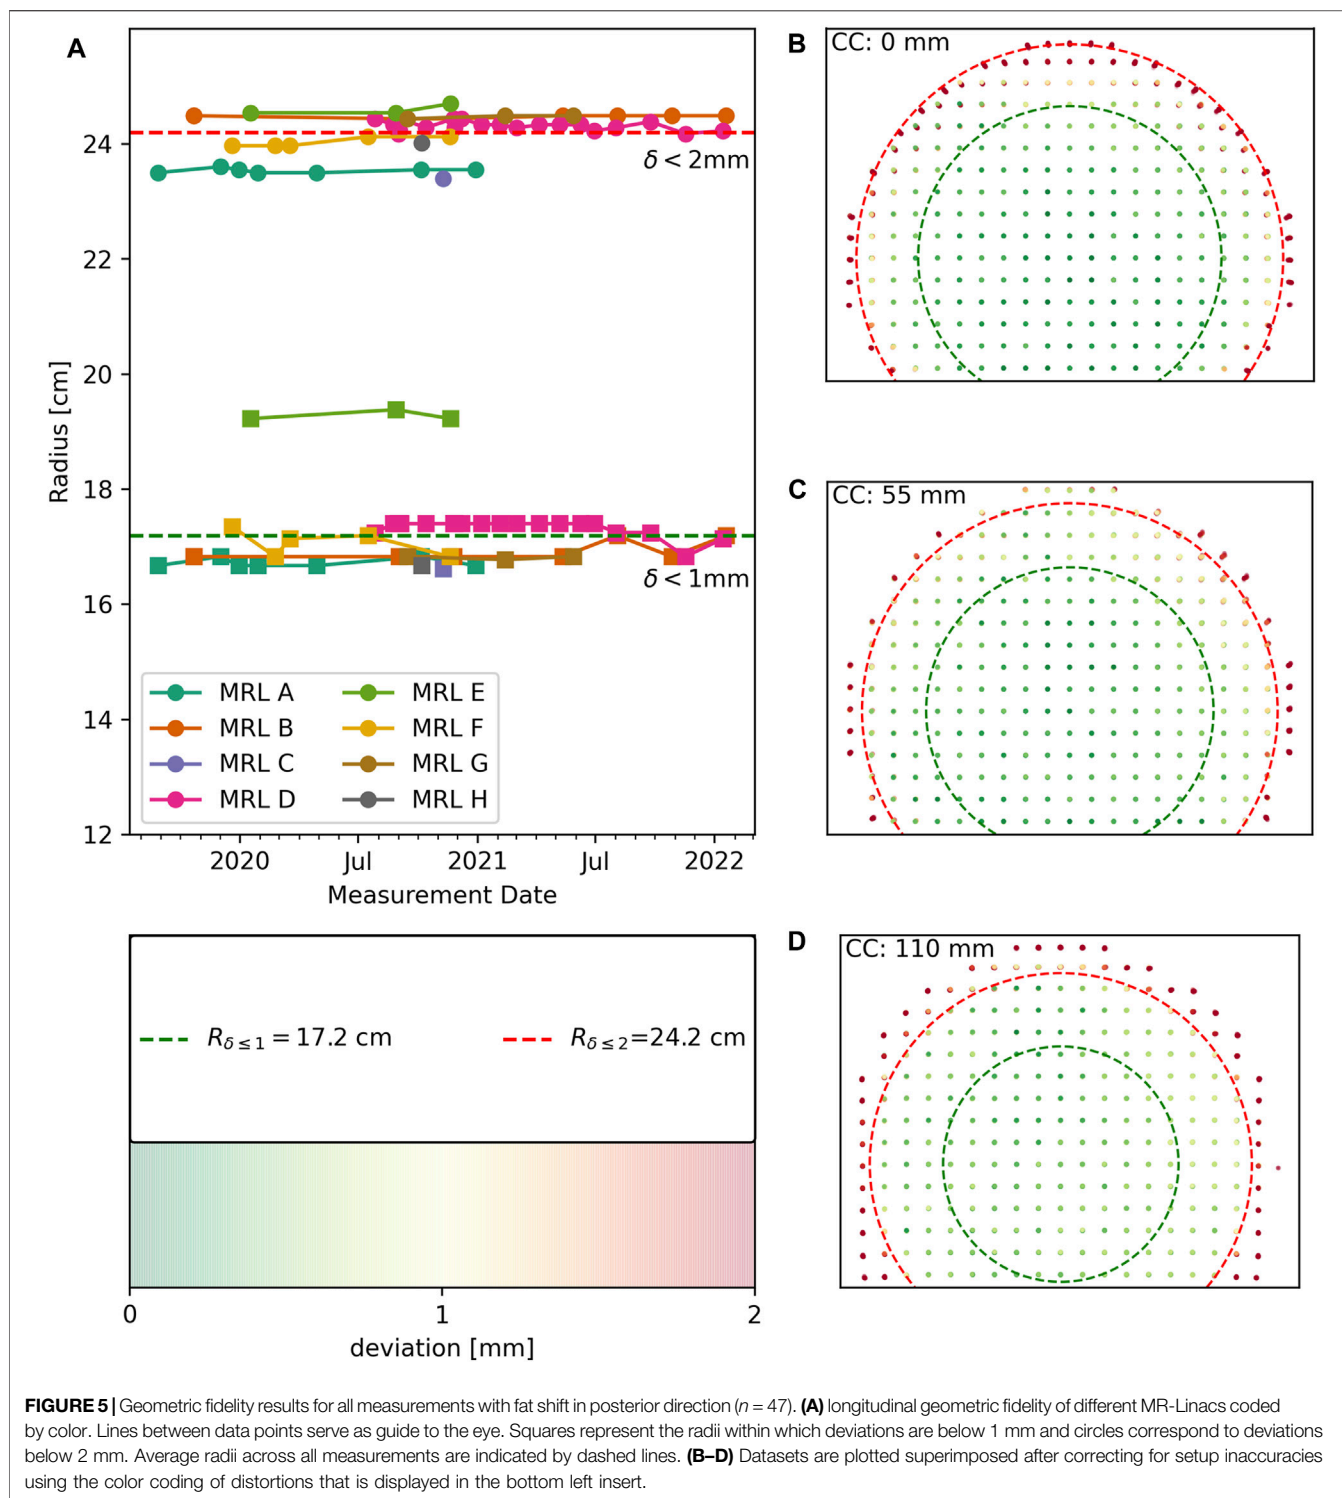 A
δ < 2mm
δ < 1mm
Radius [cm]
24
22
20
18
16
14
12
MRL A
MRL B
MRL C
MRL D
MRL E
MRL F
MRL G
MRL H
2020 Jul 2021 Jul 2022
Measurement Date
R δ≤1 = 17.2 cm
R δ≤2=24.2 cm
0 1 2
deviation [mm]
B
CC: 0 mm
C
CC: 55 mm
D
CC: 110 mm
FIGURE 5 | Geometric fidelity results for all measurements with fat shift in posterior direction (n = 47). (A) longitudinal geometric fidelity of different MR-Linacs coded
by color. Lines between data points serve as guide to the eye. Squares represent the radii within which deviations are below 1 mm and circles correspond to deviations
below 2 mm. Average radii across all measurements are indicated by dashed lines. (B–D) Datasets are plotted superimposed after correcting for setup inaccuracies
using the color coding of distortions that is displayed in the bottom left insert.